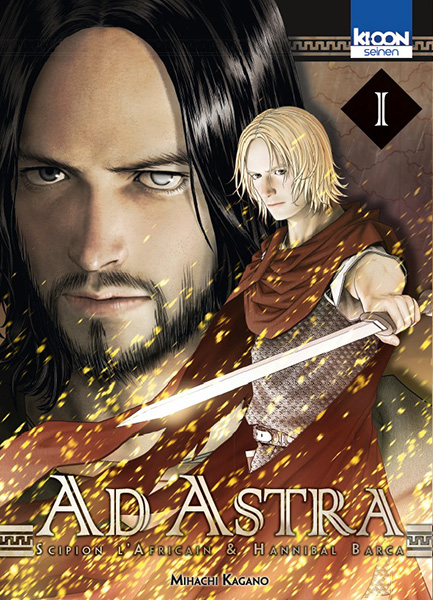 ki-oon
seinen
I
AD ASTRA
SCIPION L'AFRICAIN & HANNIBAL BARCA
MIHACHI KAGANO